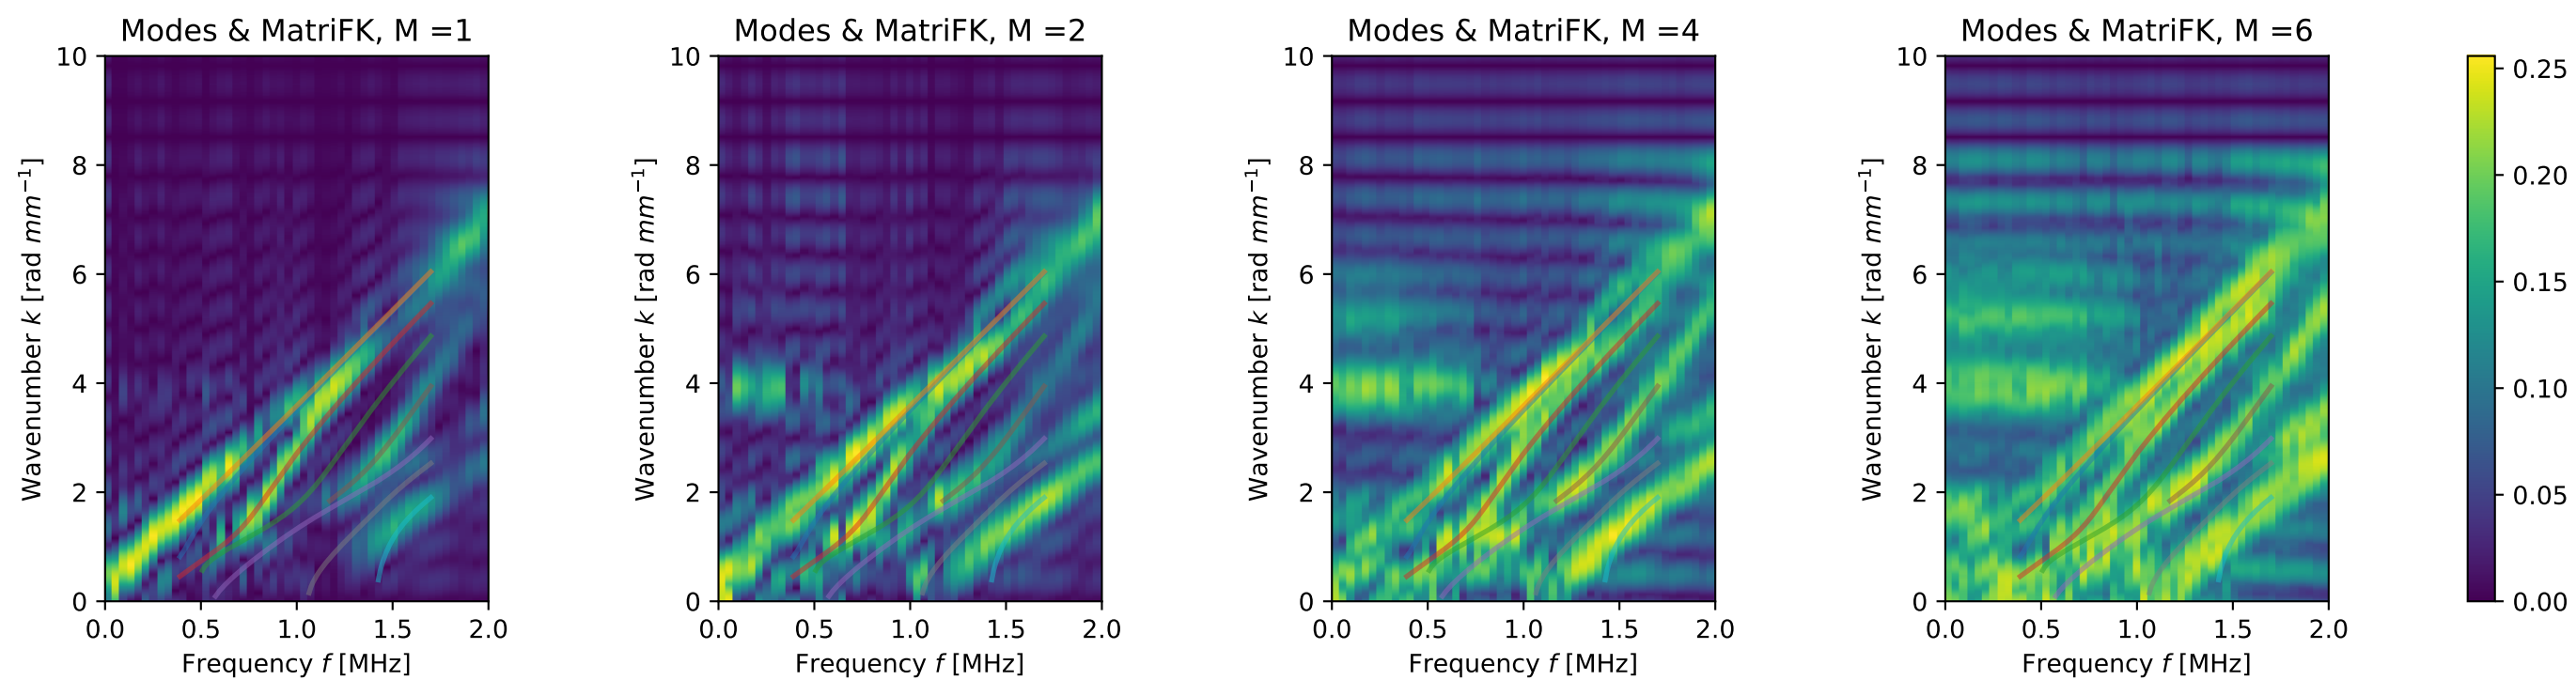 Modes & MatriFK, M =1
Modes & MatriFK, M =2
Modes & MatriFK, M =4
Modes & MatriFK, M =6
Wavenumber k [rad mm⁻¹]
10
8
6
4
2
0
0.0 0.5 1.0 1.5 2.0
Frequency f [MHz]
Wavenumber k [rad mm⁻¹]
10
8
6
4
2
0
0.0 0.5 1.0 1.5 2.0
Frequency f [MHz]
Wavenumber k [rad mm⁻¹]
10
8
6
4
2
0
0.0 0.5 1.0 1.5 2.0
Frequency f [MHz]
Wavenumber k [rad mm⁻¹]
10
8
6
4
2
0
0.0 0.5 1.0 1.5 2.0
Frequency f [MHz]
0.25
0.20
0.15
0.10
0.05
0.00